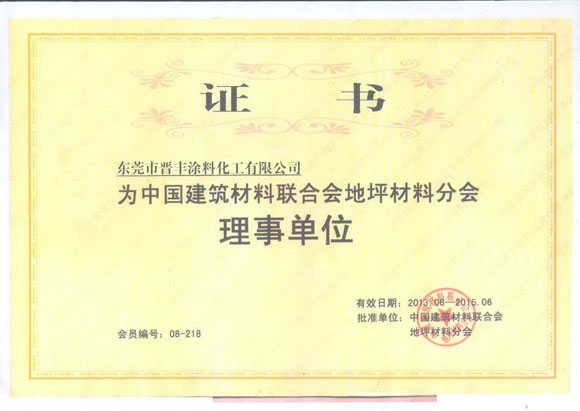 证 书
东莞市晋丰涂料化工有限公司
为中国建筑材料联合会地坪材料分会
理事单位
有效日期：2013.06—2015.06
批准单位：中国建筑材料联合会
地坪材料分会
会员编号：08-218